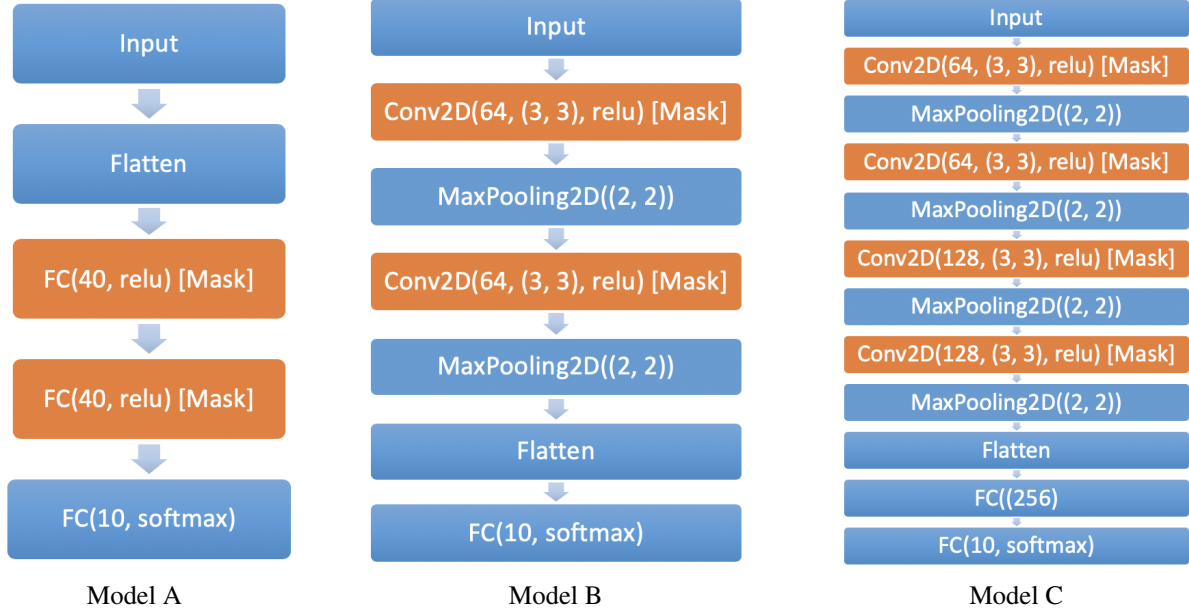 Input
Flatten
FC(40, relu) [Mask]
FC(40, relu) [Mask]
FC(10, softmax)
Model A
Input
Conv2D(64, (3, 3), relu) [Mask]
MaxPooling2D((2, 2))
Conv2D(64, (3, 3), relu) [Mask]
MaxPooling2D((2, 2))
Flatten
FC(10, softmax)
Model B
Input
Conv2D(64, (3, 3), relu) [Mask]
MaxPooling2D((2, 2))
Conv2D(64, (3, 3), relu) [Mask]
MaxPooling2D((2, 2))
Conv2D(128, (3, 3), relu) [Mask]
MaxPooling2D((2, 2))
Conv2D(128, (3, 3), relu) [Mask]
MaxPooling2D((2, 2))
Flatten
FC((256)
FC(10, softmax)
Model C